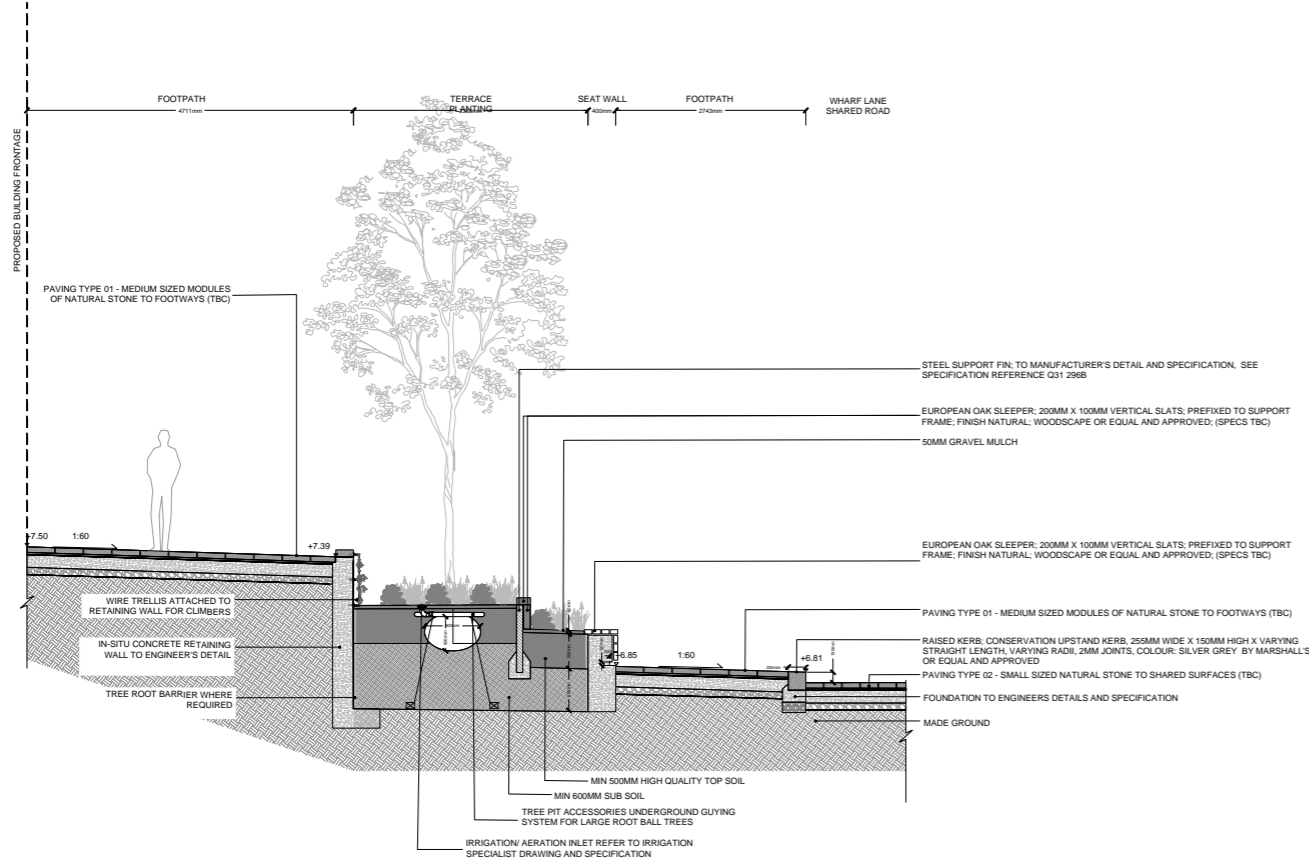 FOOTPATH
4711mm
TERRACE
PLANTING
SEAT WALL
400mm
FOOTPATH
2743mm
WHARF LANE
SHARED ROAD
PROPOSED BUILDING FRONTAGE
PAVING TYPE 01 - MEDIUM SIZED MODULES
OF NATURAL STONE TO FOOTWAYS (TBC)
STEEL SUPPORT FIN; TO MANUFACTURER'S DETAIL AND SPECIFICATION, SEE
SPECIFICATION REFERENCE Q31 296B
EUROPEAN OAK SLEEPER; 200MM X 100MM VERTICAL SLATS; PREFIXED TO SUPPORT
FRAME; FINISH NATURAL; WOODSCAPE OR EQUAL AND APPROVED; (SPECS TBC)
50MM GRAVEL MULCH
+7.50
1:60
+7.39
EUROPEAN OAK SLEEPER; 200MM X 100MM VERTICAL SLATS; PREFIXED TO SUPPORT
FRAME; FINISH NATURAL; WOODSCAPE OR EQUAL AND APPROVED; (SPECS TBC)
WIRE TRELLIS ATTACHED TO
RETAINING WALL FOR CLIMBERS
PAVING TYPE 01 - MEDIUM SIZED MODULES OF NATURAL STONE TO FOOTWAYS (TBC)
IN-SITU CONCRETE RETAINING
WALL TO ENGINEER'S DETAIL
+6.85
1:60
+6.81
RAISED KERB; CONSERVATION UPSTAND KERB, 255MM WIDE X 150MM HIGH X VARYING
STRAIGHT LENGTH, VARYING RADII, 2MM JOINTS, COLOUR: SILVER GREY BY MARSHALL'S
OR EQUAL AND APPROVED
PAVING TYPE 02 - SMALL SIZED NATURAL STONE TO SHARED SURFACES (TBC)
TREE ROOT BARRIER WHERE
REQUIRED
FOUNDATION TO ENGINEERS DETAILS AND SPECIFICATION
MADE GROUND
MIN 500MM HIGH QUALITY TOP SOIL
MIN 600MM SUB SOIL
TREE PIT ACCESSORIES UNDERGROUND GUYING
SYSTEM FOR LARGE ROOT BALL TREES
IRRIGATION/ AERATION INLET REFER TO IRRIGATION
SPECIALIST DRAWING AND SPECIFICATION